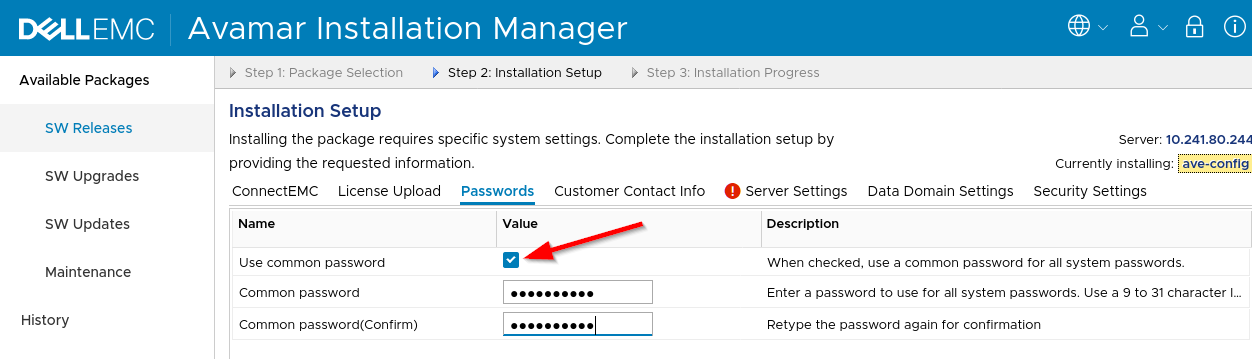 DELLEMC Avamar Installation Manager
Available Packages
SW Releases
SW Upgrades
SW Updates
Maintenance
History
Step 1: Package Selection Step 2: Installation Setup Step 3: Installation Progress
Installation Setup
Installing the package requires specific system settings. Complete the installation setup by
providing the requested information.
Server: 10.241.80.244
Currently installing: ave-config
ConnectEMC License Upload Passwords Customer Contact Info Server Settings Data Domain Settings Security Settings
Name Value Description
Use common password When checked, use a common password for all system passwords.
Common password •••••••••• Enter a password to use for all system passwords. Use a 9 to 31 character l...
Common password(Confirm) •••••••••• Retype the password again for confirmation